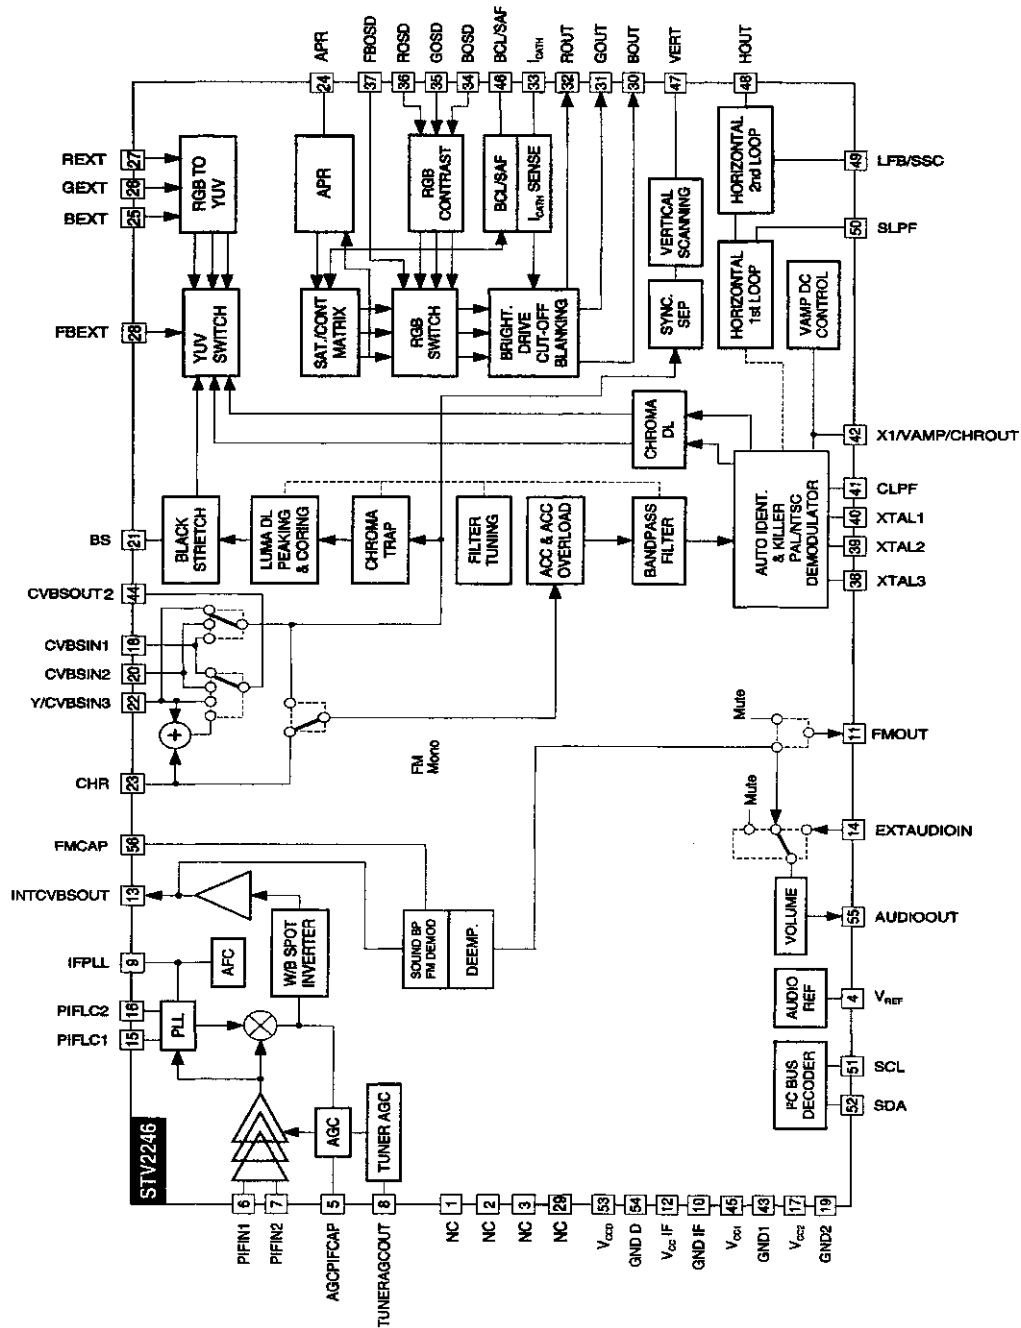 APR
FBOSD
ROSD
GOSD
BOSD
BCL/SAF
I_CATH
ROUT
GOUT
BOUT
VERT
HOUT
24
37
36
35
34
46
33
32
31
30
47
48
REXT
27
GEXT
26
BEXT
25
RGB TO
YUV
APR
RGB
CONTRAST
BCL/SAF
I_CATH SENSE
VERTICAL
SCANNING
HORIZONTAL
2nd LOOP
49
LFB/SSC
50
SLPF
FBEXT
28
YUV
SWITCH
SAT./CONT
MATRIX
RGB
SWITCH
BRIGHT.
DRIVE
CUT-OFF
BLANKING
SYNC.
SEP
HORIZONTAL
1st LOOP
VAMP DC
CONTROL
CHROMA
DL
42
X1/VAMP/CHROUT
BS
21
BLACK
STRETCH
LUMA DL
PEAKING
& CORING
CHROMA
TRAP
FILTER
TUNING
ACC & ACC
OVERLOAD
BANDPASS
FILTER
AUTO IDENT.
& KILLER
PAL/NTSC
DEMODULATOR
41
CLPF
40
XTAL1
39
XTAL2
38
XTAL3
CVBSOUT2
44
CVBSIN1
18
CVBSIN2
20
Y/CVBSIN3
22
+
CHR
23
FM
Mono
Mute
11
FMOUT
FMCAP
56
Mute
14
EXTAUDIOIN
INTCVBSOUT
13
W/B SPOT
INVERTER
SOUND BP
FM DEMOD
DEEMP.
VOLUME
55
AUDIOOUT
IFPLL
9
AFC
PIFLC2
16
PIFLC1
15
PLL
AUDIO
REF
4
V_REF
I²C BUS
DECODER
51
SCL
52
SDA
AGC
TUNER AGC
STV2246
6
7
5
8
1
2
3
29
53
54
12
10
45
43
17
19
PIFIN1
PIFIN2
AGCPIFCAP
TUNERAGCOUT
NC
NC
NC
NC
V_CCD
GND D
V_CC IF
GND IF
V_CC1
GND1
V_CC2
GND2